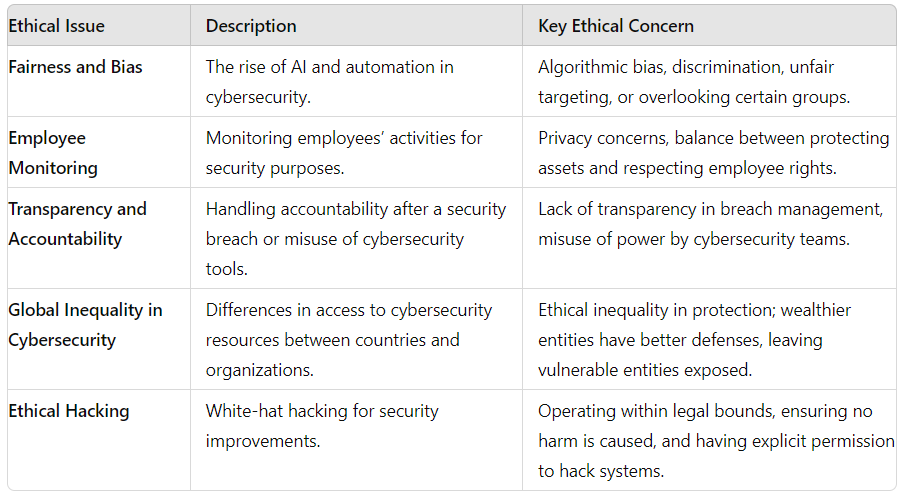 Ethical Issue
Description
Key Ethical Concern
Fairness and Bias
The rise of AI and automation in
cybersecurity.
Algorithmic bias, discrimination, unfair
targeting, or overlooking certain groups.
Employee
Monitoring
Monitoring employees’ activities for
security purposes.
Privacy concerns, balance between protecting
assets and respecting employee rights.
Transparency and
Accountability
Handling accountability after a security
breach or misuse of cybersecurity
tools.
Lack of transparency in breach management,
misuse of power by cybersecurity teams.
Global Inequality in
Cybersecurity
Differences in access to cybersecurity
resources between countries and
organizations.
Ethical inequality in protection; wealthier
entities have better defenses, leaving
vulnerable entities exposed.
Ethical Hacking
White-hat hacking for security
improvements.
Operating within legal bounds, ensuring no
harm is caused, and having explicit permission
to hack systems.